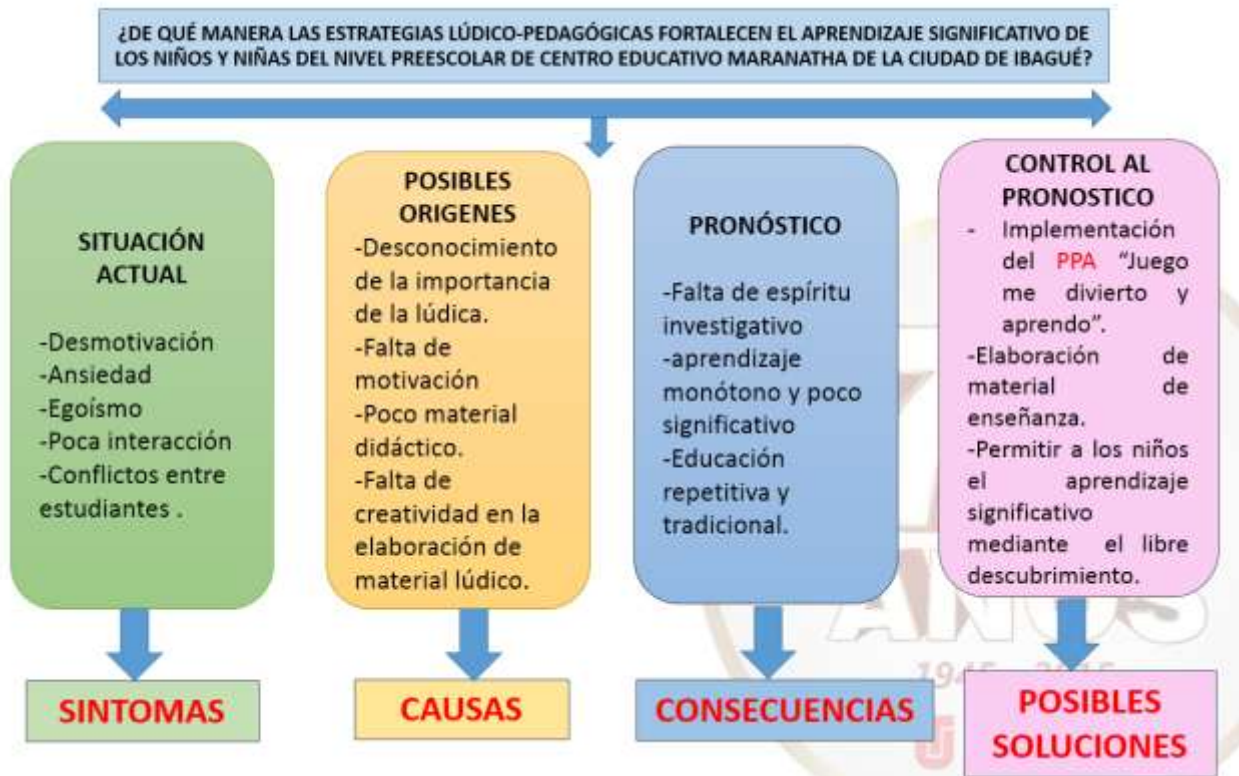 ¿DE QUÉ MANERA LAS ESTRATEGIAS LÚDICO-PEDAGÓGICAS FORTALECEN EL APRENDIZAJE SIGNIFICATIVO DE
LOS NIÑOS Y NIÑAS DEL NIVEL PREESCOLAR DE CENTRO EDUCATIVO MARANATHA DE LA CIUDAD DE IBAGUÉ?
SITUACIÓN
ACTUAL
-Desmotivación
-Ansiedad
-Egoísmo
-Poca interacción
-Conflictos entre
estudiantes .
SINTOMAS
POSIBLES
ORIGENES
-Desconocimiento
de la importancia
de la lúdica.
-Falta de
motivación
-Poco material
didáctico.
-Falta de
creatividad en la
elaboración de
material lúdico.
CAUSAS
PRONÓSTICO
-Falta de espíritu
investigativo
-aprendizaje
monótono y poco
significativo
-Educación
repetitiva y
tradicional.
CONSECUENCIAS
CONTROL AL
PRONOSTICO
- Implementación
del PPA “Juego
me divierto y
aprendo”.
-Elaboración de
material de
enseñanza.
-Permitir a los niños
el aprendizaje
significativo
mediante el libre
descubrimiento.
POSIBLES
SOLUCIONES
AÑOS